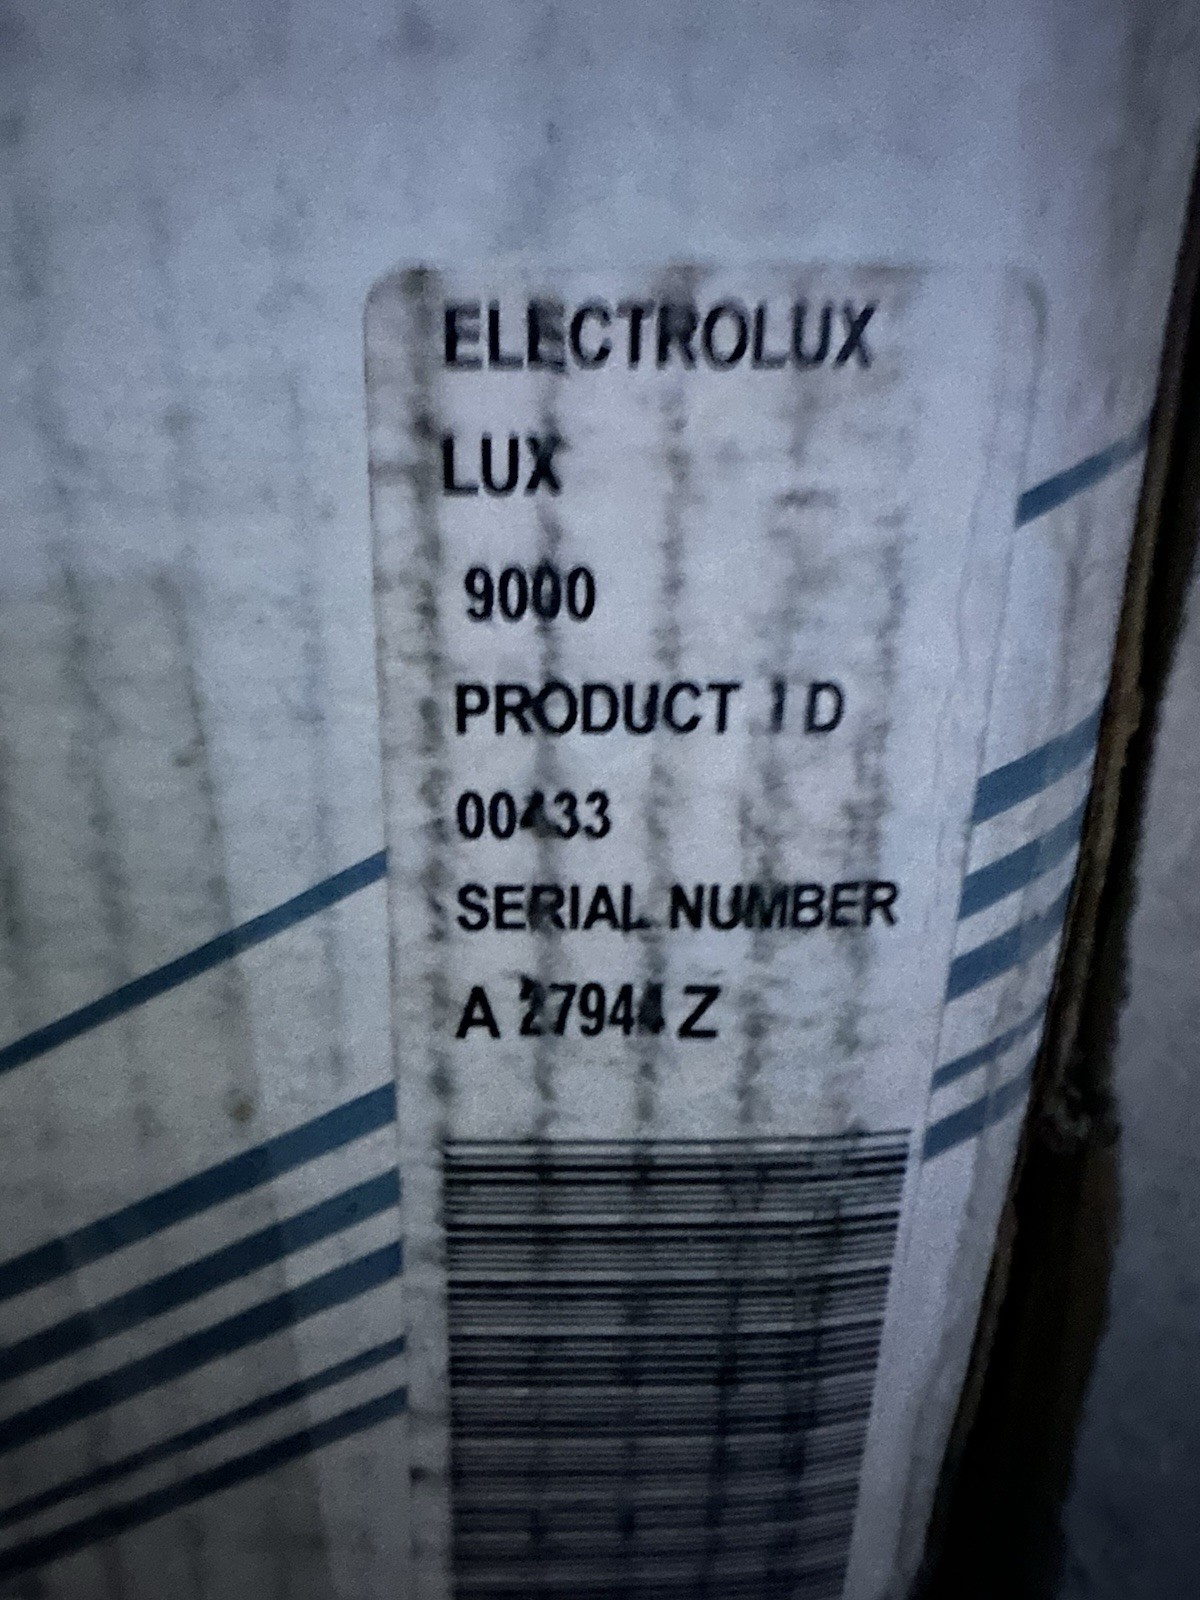 ELECTROLUX
LUX
9000
PRODUCT I D
00433
SERIAL NUMBER
A 27944 Z